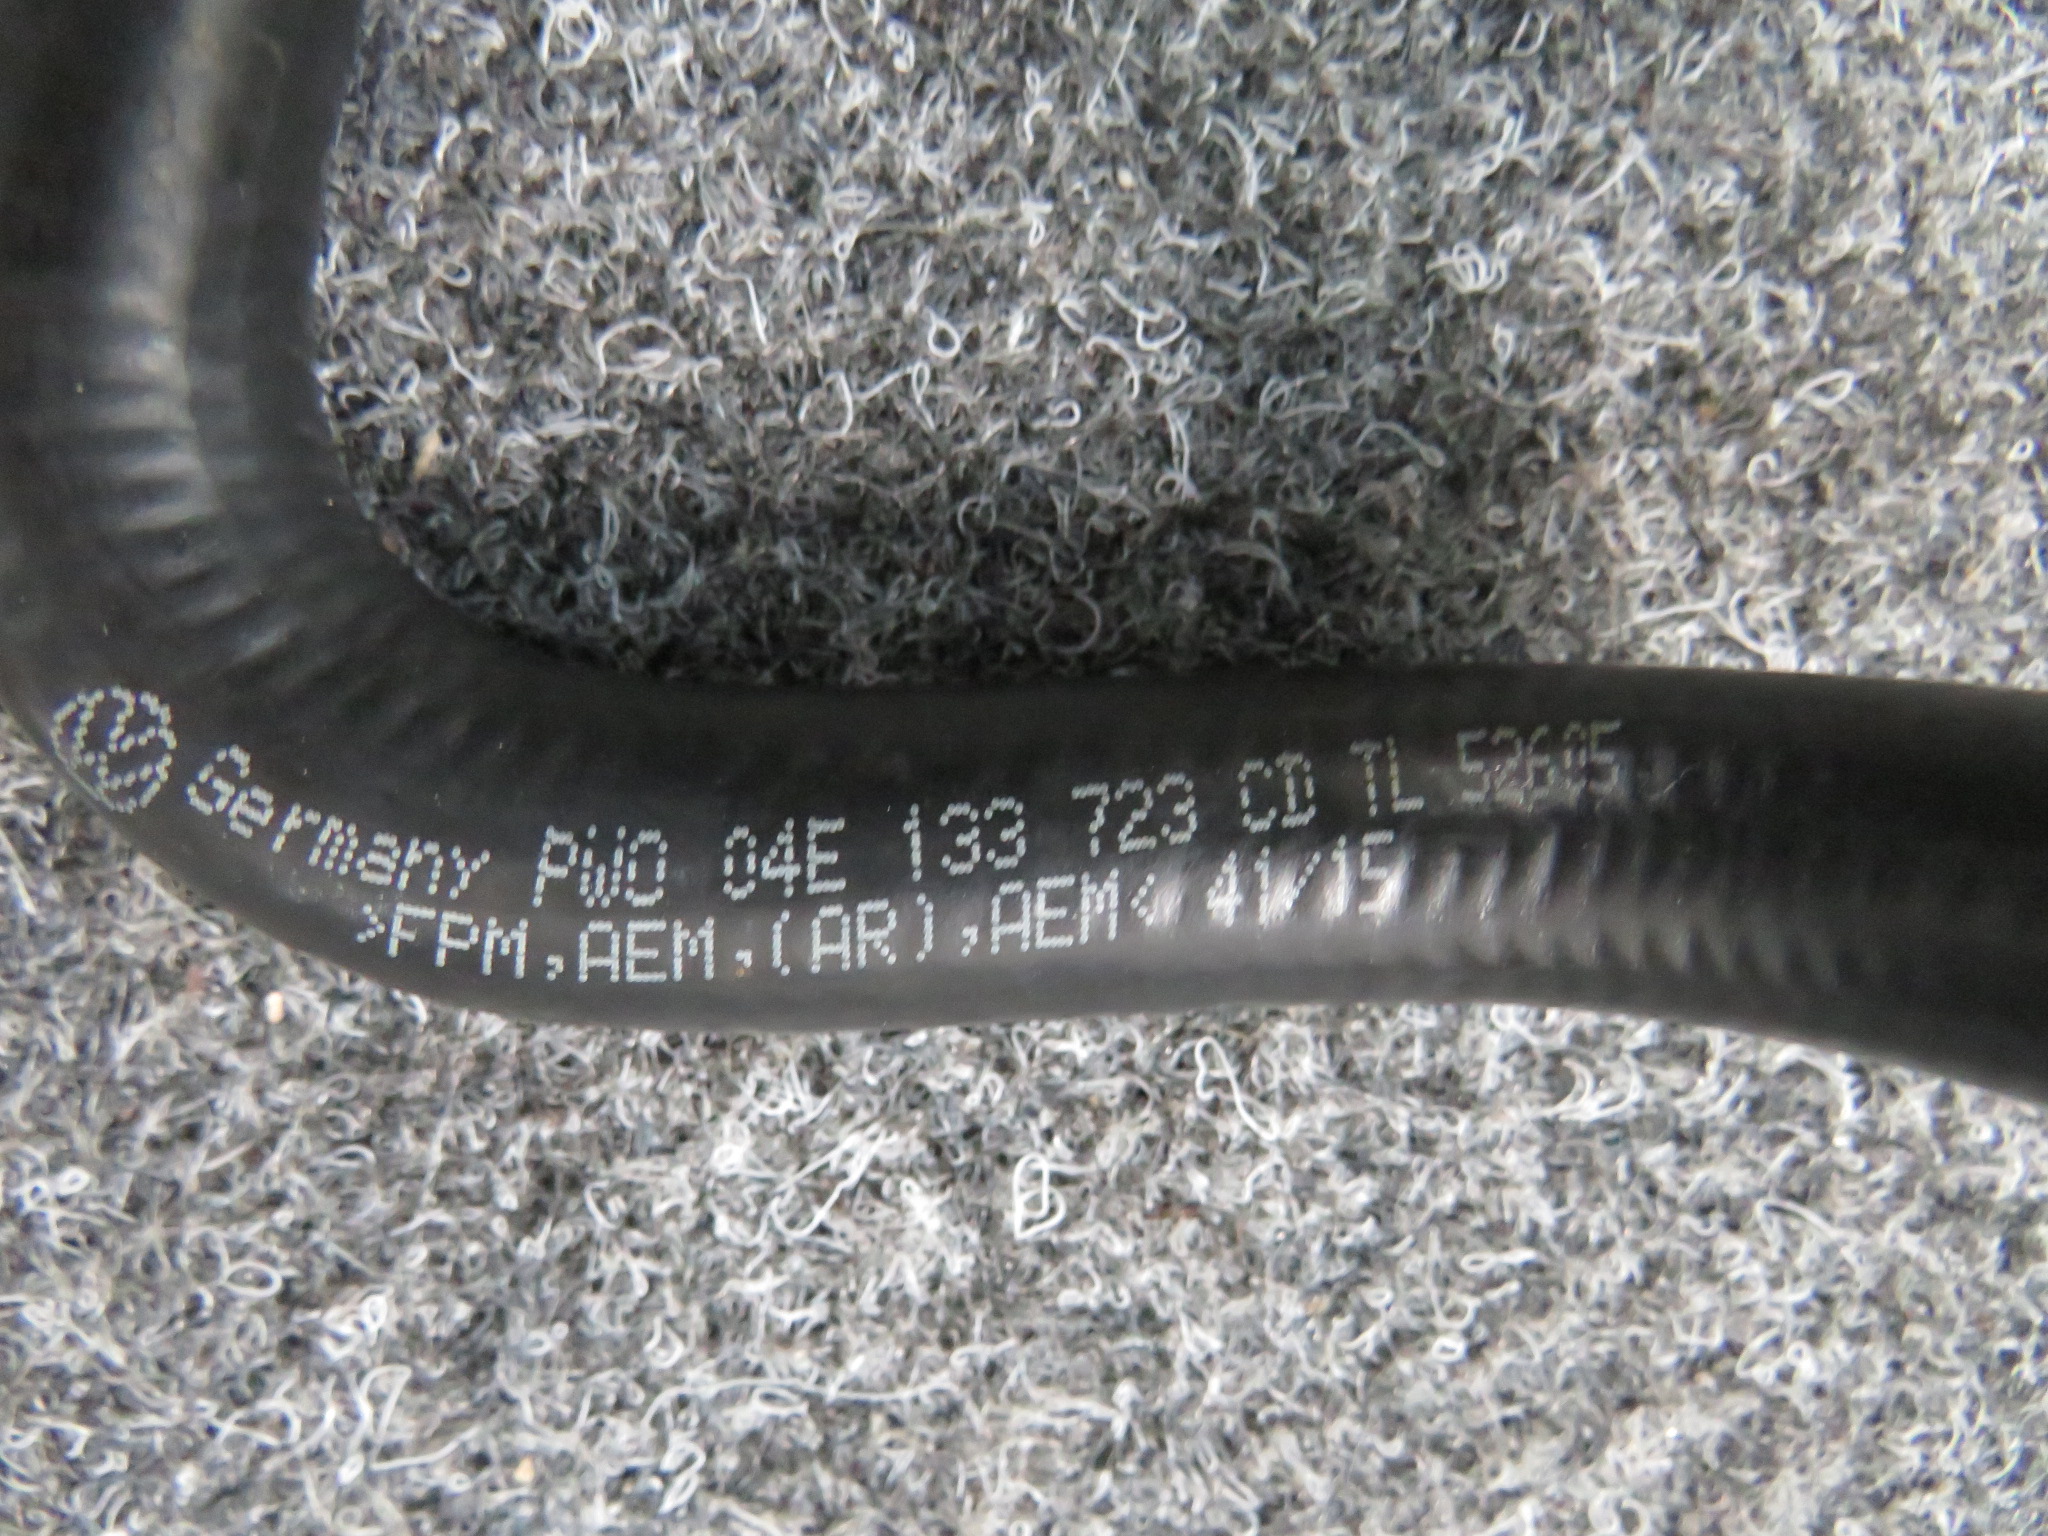 Germany PWO 04E 133 723 CD TL 52605
>FPM,AEM,(AR),AEM< 41/15